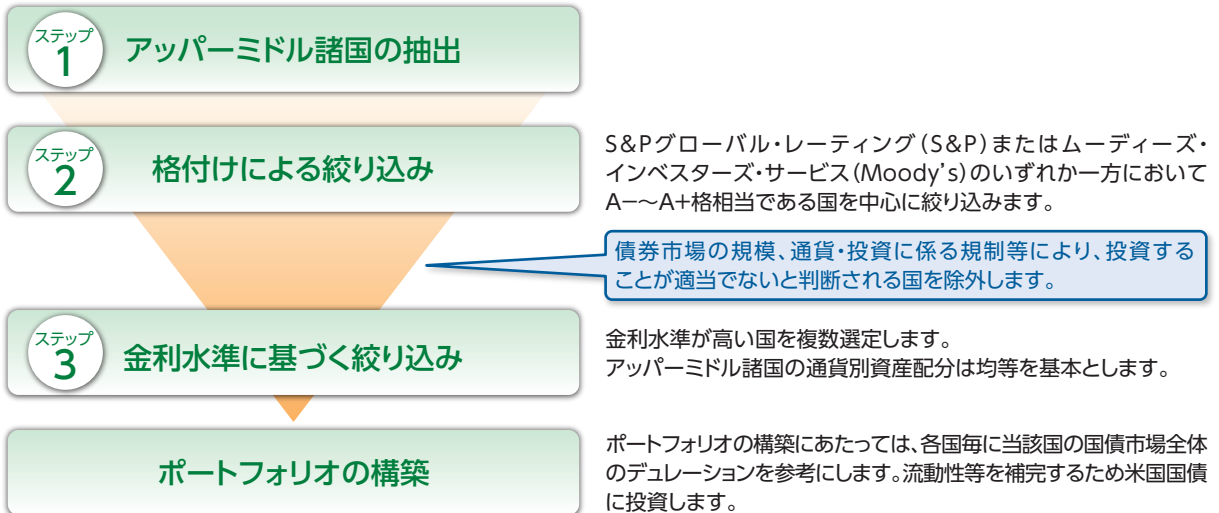 ステップ
1
アッパーミドル諸国の抽出
ステップ
2
格付けによる絞り込み
S&Pグローバル・レーティング(S&P)またはムーディーズ・
インベスターズ・サービス(Moody's)のいずれか一方において
A−～A+格相当である国を中心に絞り込みます。
債券市場の規模、通貨・投資に係る規制等により、投資する
ことが適当でないと判断される国を除外します。
ステップ
3
金利水準に基づく絞り込み
金利水準が高い国を複数選定します。
アッパーミドル諸国の通貨別資産配分は均等を基本とします。
ポートフォリオの構築
ポートフォリオの構築にあたっては、各国毎に当該国の国債市場全体
のデュレーションを参考にします。流動性等を補完するため米国国債
に投資します。